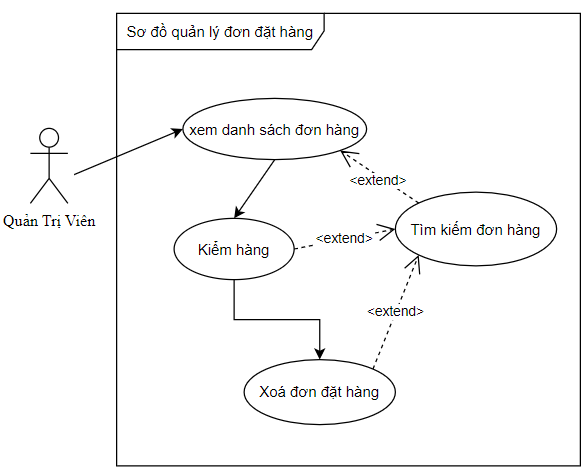 Sơ đồ quản lý đơn đặt hàng
xem danh sách đơn hàng
<extend>
Quản Trị Viên
Tìm kiếm đơn hàng
<extend>
Kiểm hàng
<extend>
Xoá đơn đặt hàng